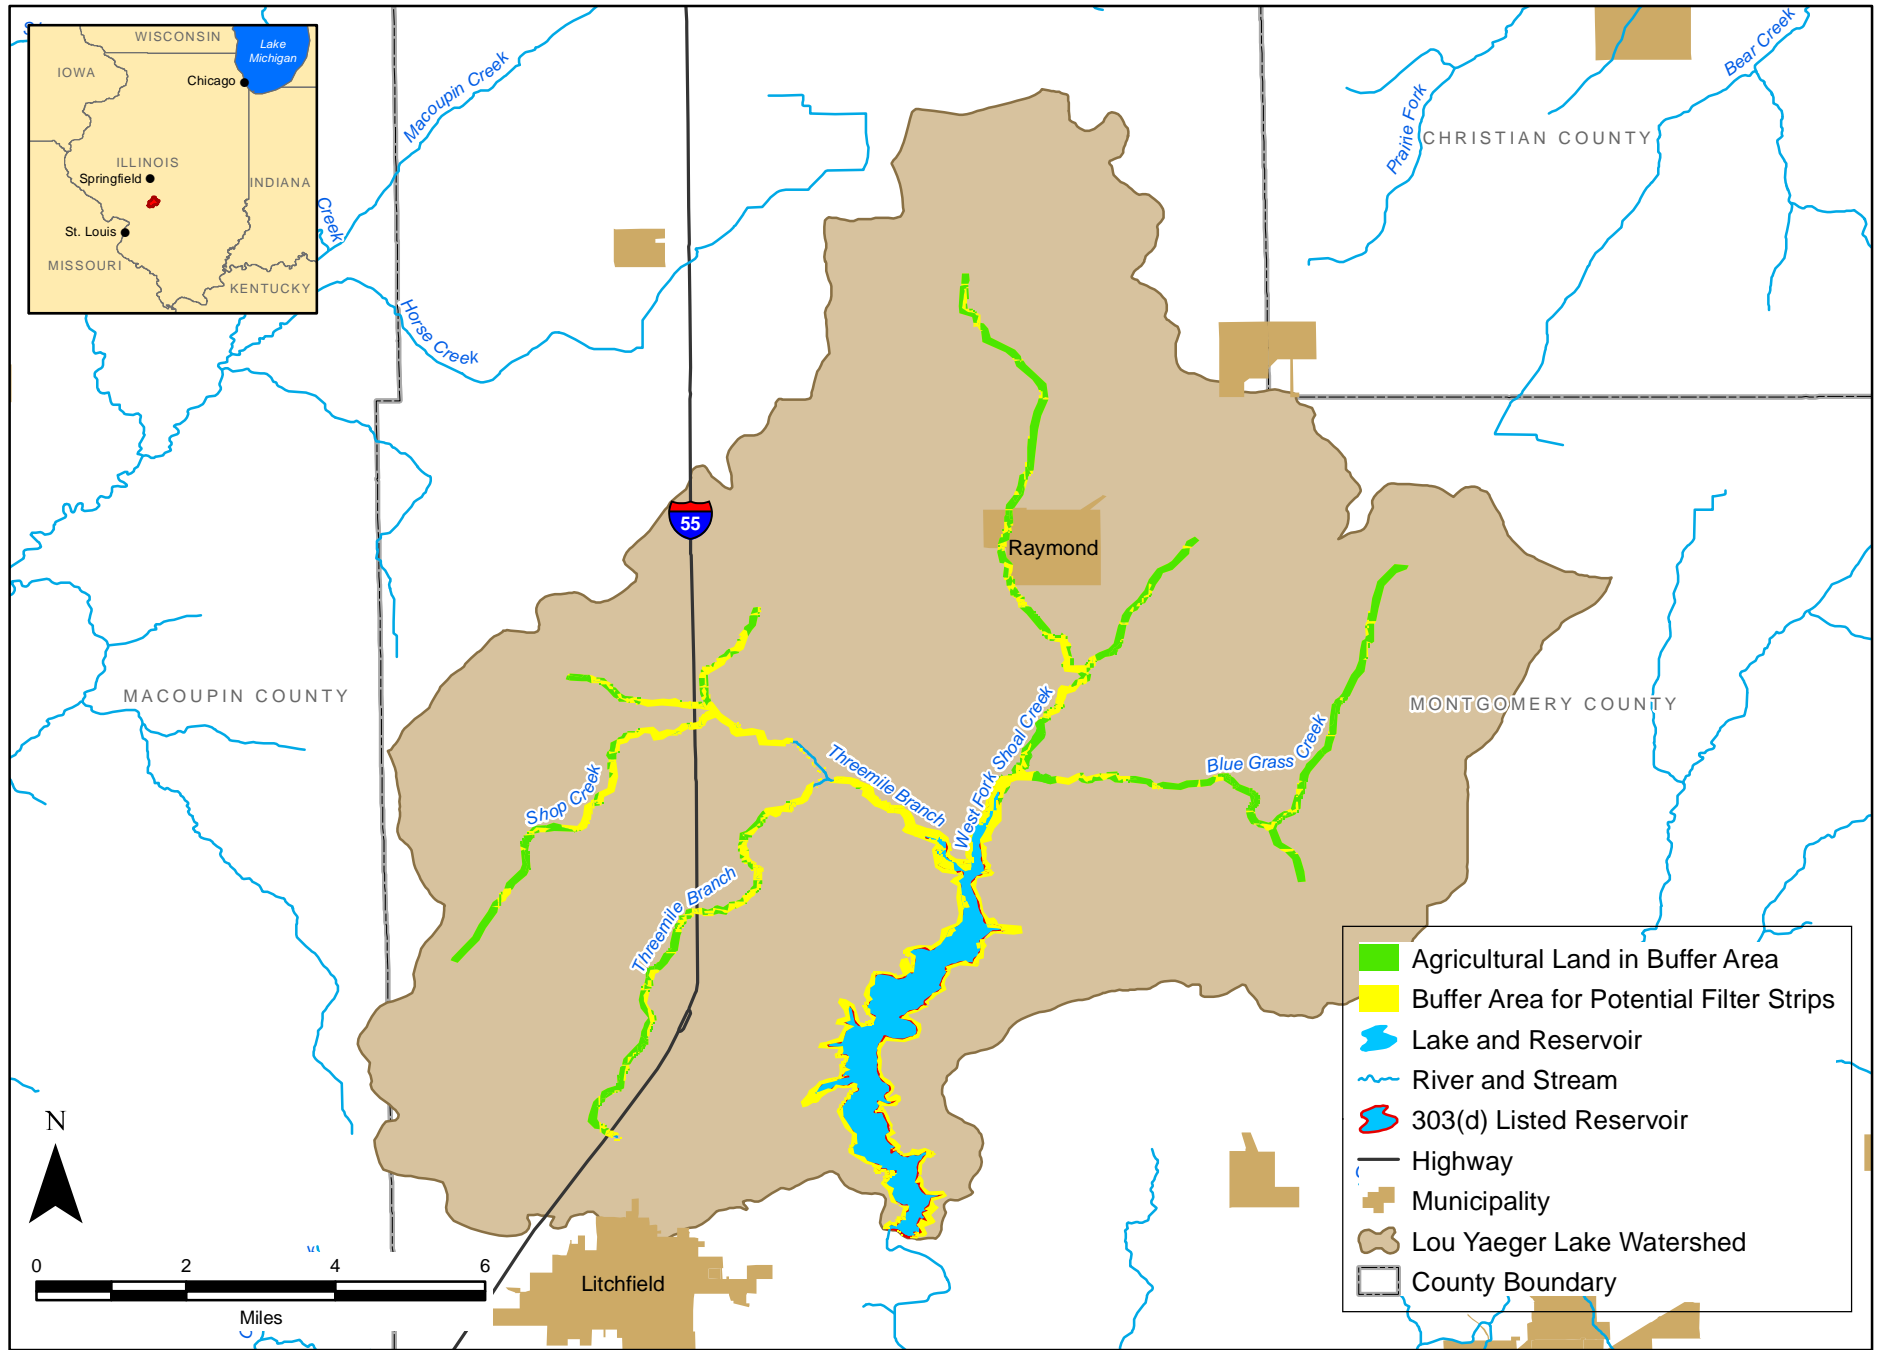 WISCONSIN
Lake
Michigan
IOWA
Chicago
ILLINOIS
Springfield
INDIANA
St. Louis
MISSOURI
KENTUCKY
Macoupin Creek
Creek
Horse Creek
Bear Creek
Prairie Fork
CHRISTIAN COUNTY
55
Raymond
MACOUPIN COUNTY
MONTGOMERY COUNTY
West Fork Shoal Creek
Blue Grass Creek
Threemile Branch
Shop Creek
Threemile Branch
Agricultural Land in Buffer Area
Buffer Area for Potential Filter Strips
Lake and Reservoir
River and Stream
303(d) Listed Reservoir
Highway
Municipality
Lou Yaeger Lake Watershed
County Boundary
N
0 2 4 6
Miles
Litchfield